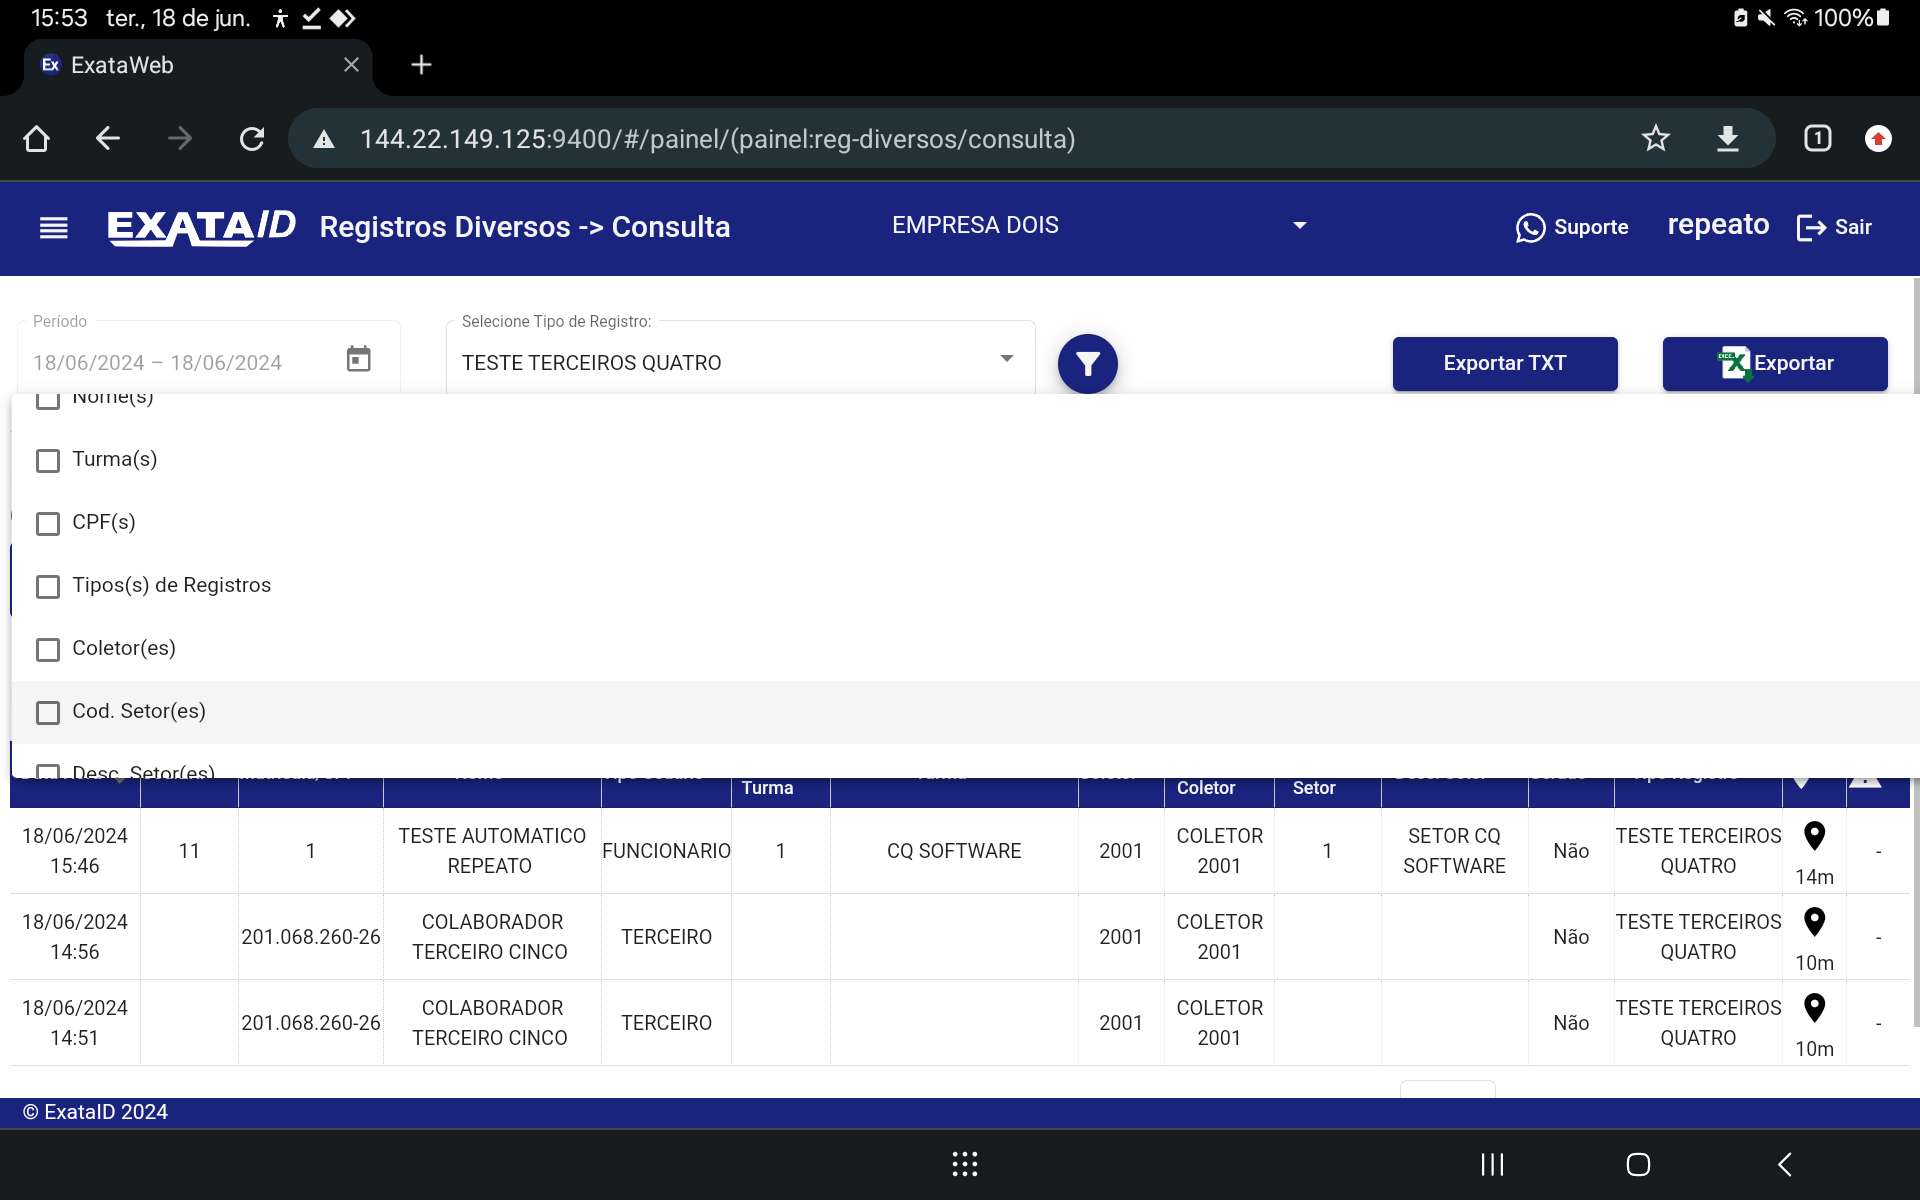 15:53 ter., 18 de jun. 100%
Ex ExataWeb
144.22.149.125:9400/#/painel/(painel:reg-diversos/consulta) 1
EXATAID Registros Diversos -> Consulta EMPRESA DOIS Suporte repeato Sair
Período Selecione Tipo de Registro:
18/06/2024 – 18/06/2024 TESTE TERCEIROS QUATRO Exportar TXT Exportar
Nome(s)
Turma(s)
CPF(s)
Tipos(s) de Registros
Coletor(es)
Cod. Setor(es)
Desc. Setor(es)
Turma Coletor Setor
18/06/2024 TESTE AUTOMATICO COLETOR SETOR CQ TESTE TERCEIROS
15:46 11 1 REPEATO FUNCIONARIO 1 CQ SOFTWARE 2001 2001 1 SOFTWARE Não QUATRO 14m -
18/06/2024 COLABORADOR COLETOR TESTE TERCEIROS
14:56 201.068.260-26 TERCEIRO CINCO TERCEIRO 2001 2001 Não QUATRO 10m -
18/06/2024 COLABORADOR COLETOR TESTE TERCEIROS
14:51 201.068.260-26 TERCEIRO CINCO TERCEIRO 2001 2001 Não QUATRO 10m -
© ExataID 2024